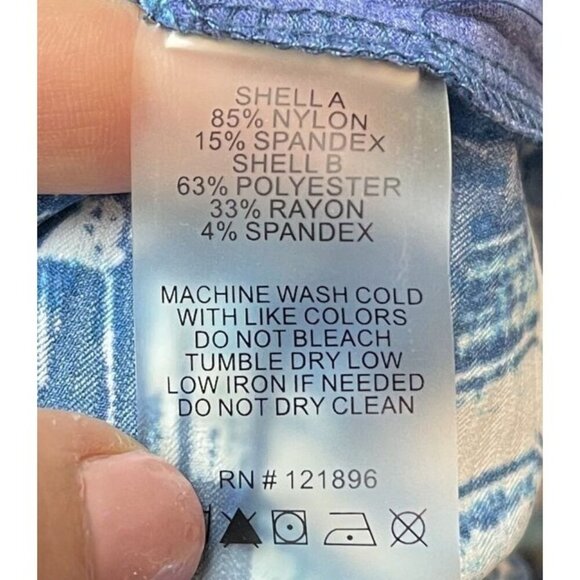 SHELL A
85% NYLON
15% SPANDEX
SHELL B
63% POLYESTER
33% RAYON
4% SPANDEX
MACHINE WASH COLD
WITH LIKE COLORS
DO NOT BLEACH
TUMBLE DRY LOW
LOW IRON IF NEEDED
DO NOT DRY CLEAN
RN # 121896